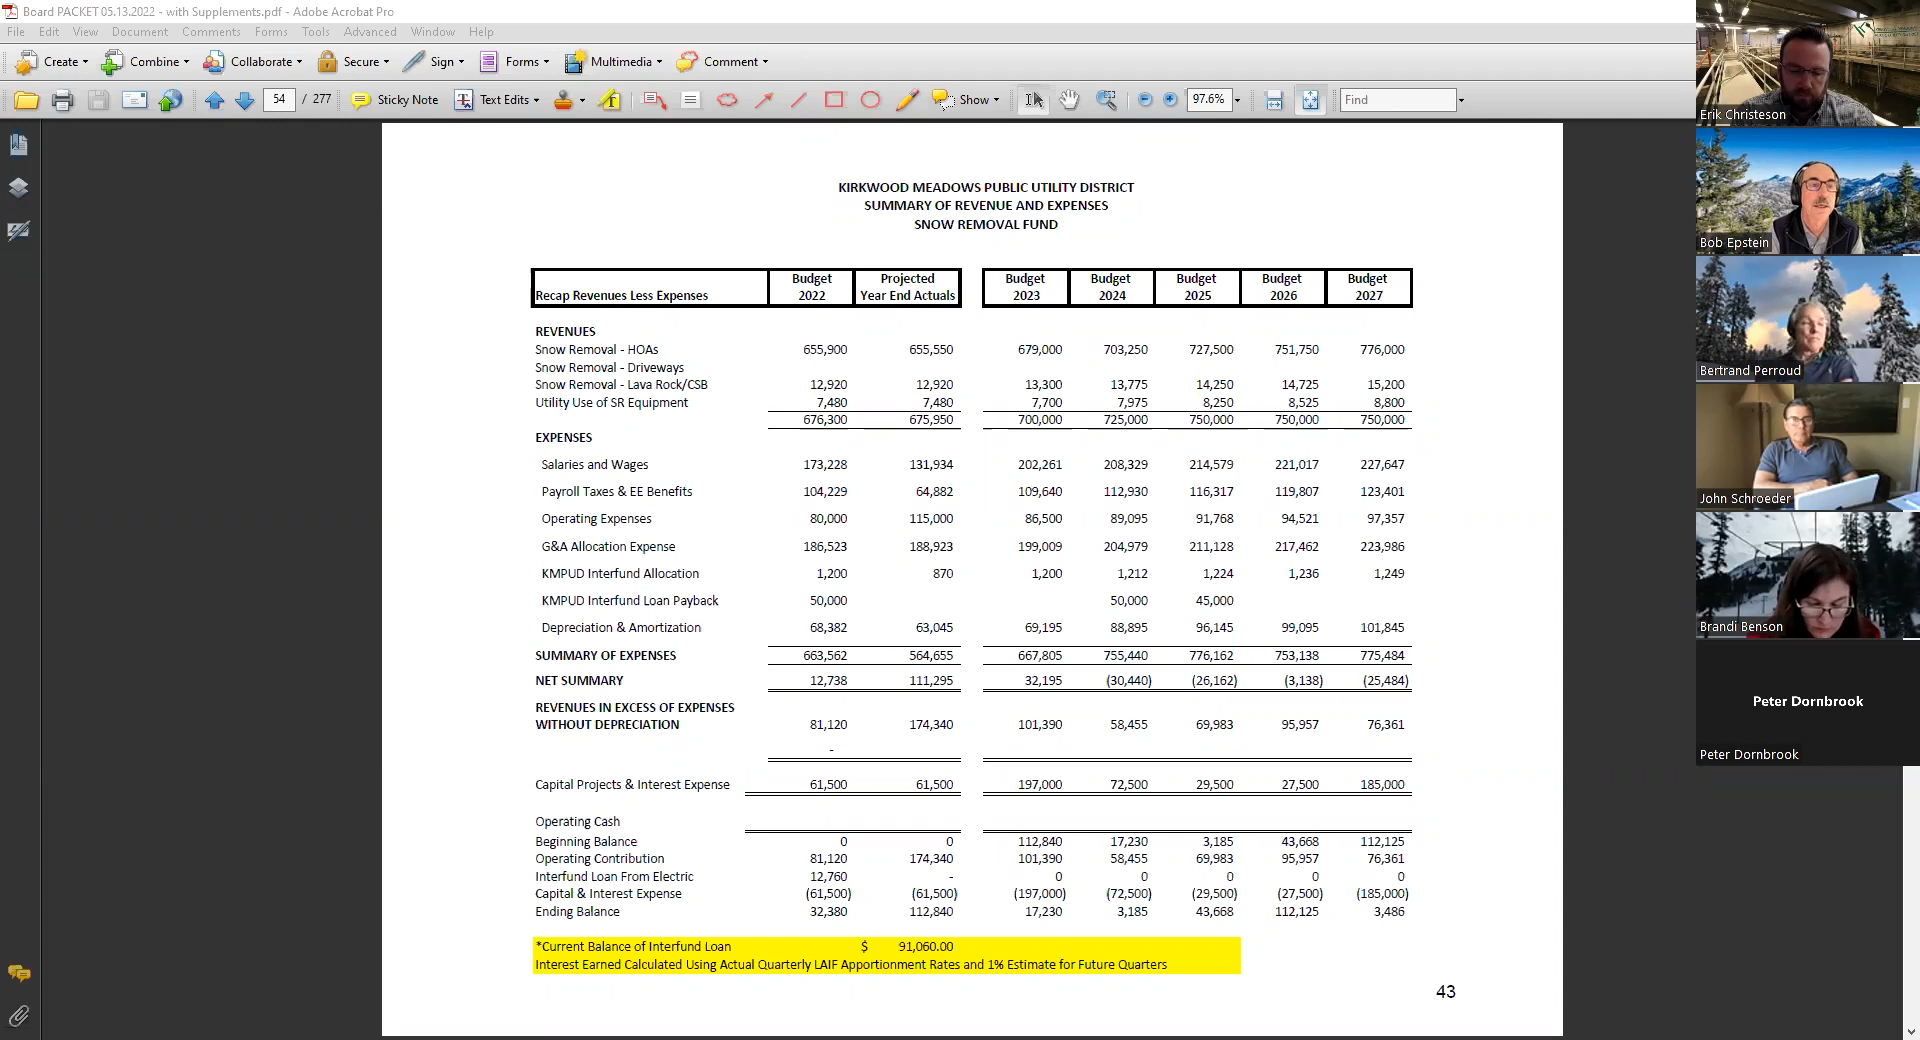 Board PACKET 05.13.2022 - with Supplements.pdf - Adobe Acrobat Pro
File Edit View Document Comments Forms Tools Advanced Window Help
Create Combine Collaborate Secure Sign Forms Multimedia Comment
54 / 277 Sticky Note Text Edits Show 97.6% Find
KIRKWOOD MEADOWS PUBLIC UTILITY DISTRICT
SUMMARY OF REVENUE AND EXPENSES
SNOW REMOVAL FUND
Budget Projected Budget Budget Budget Budget Budget
Recap Revenues Less Expenses 2022 Year End Actuals 2023 2024 2025 2026 2027
REVENUES
Snow Removal - HOAs 655,900 655,550 679,000 703,250 727,500 751,750 776,000
Snow Removal - Driveways
Snow Removal - Lava Rock/CSB 12,920 12,920 13,300 13,775 14,250 14,725 15,200
Utility Use of SR Equipment 7,480 7,480 7,700 7,975 8,250 8,525 8,800
676,300 675,950 700,000 725,000 750,000 750,000 750,000
EXPENSES
Salaries and Wages 173,228 131,934 202,261 208,329 214,579 221,017 227,647
Payroll Taxes & EE Benefits 104,229 64,882 109,640 112,930 116,317 119,807 123,401
Operating Expenses 80,000 115,000 86,500 89,095 91,768 94,521 97,357
G&A Allocation Expense 186,523 188,923 199,009 204,979 211,128 217,462 223,986
KMPUD Interfund Allocation 1,200 870 1,200 1,212 1,224 1,236 1,249
KMPUD Interfund Loan Payback 50,000 50,000 45,000
Depreciation & Amortization 68,382 63,045 69,195 88,895 96,145 99,095 101,845
SUMMARY OF EXPENSES 663,562 564,655 667,805 755,440 776,162 753,138 775,484
NET SUMMARY 12,738 111,295 32,195 (30,440) (26,162) (3,138) (25,484)
REVENUES IN EXCESS OF EXPENSES
WITHOUT DEPRECIATION 81,120 174,340 101,390 58,455 69,983 95,957 76,361
-
Capital Projects & Interest Expense 61,500 61,500 197,000 72,500 29,500 27,500 185,000
Operating Cash
Beginning Balance 0 0 112,840 17,230 3,185 43,668 112,125
Operating Contribution 81,120 174,340 101,390 58,455 69,983 95,957 76,361
Interfund Loan From Electric 12,760 - 0 0 0 0 0
Capital & Interest Expense (61,500) (61,500) (197,000) (72,500) (29,500) (27,500) (185,000)
Ending Balance 32,380 112,840 17,230 3,185 43,668 112,125 3,486
*Current Balance of Interfund Loan $ 91,060.00
Interest Earned Calculated Using Actual Quarterly LAIF Apportionment Rates and 1% Estimate for Future Quarters
43
Erik Christeson
Bob Epstein
Bertrand Perroud
John Schroeder
Brandi Benson
Peter Dornbrook
Peter Dornbrook